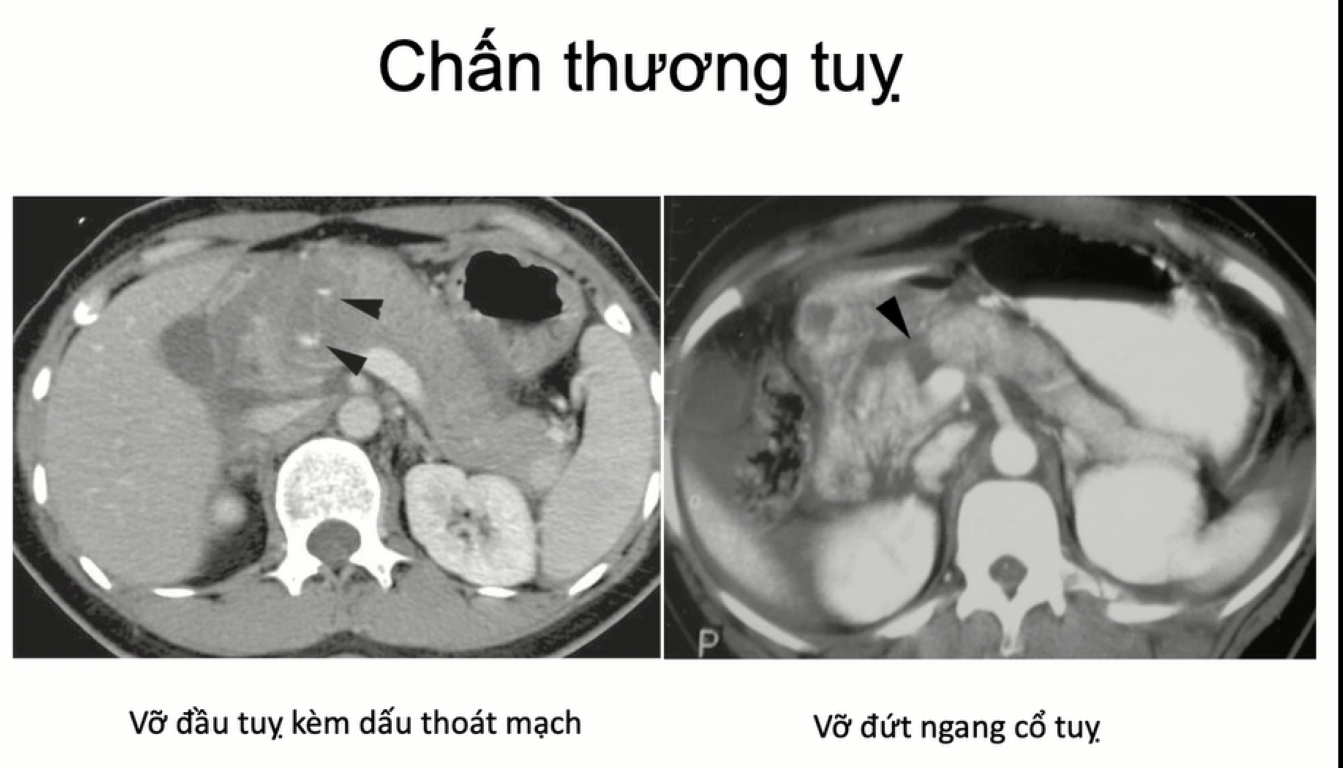 Chấn thương tuỵ
P
Vỡ đầu tuỵ kèm dấu thoát mạch
Vỡ đứt ngang cổ tuỵ